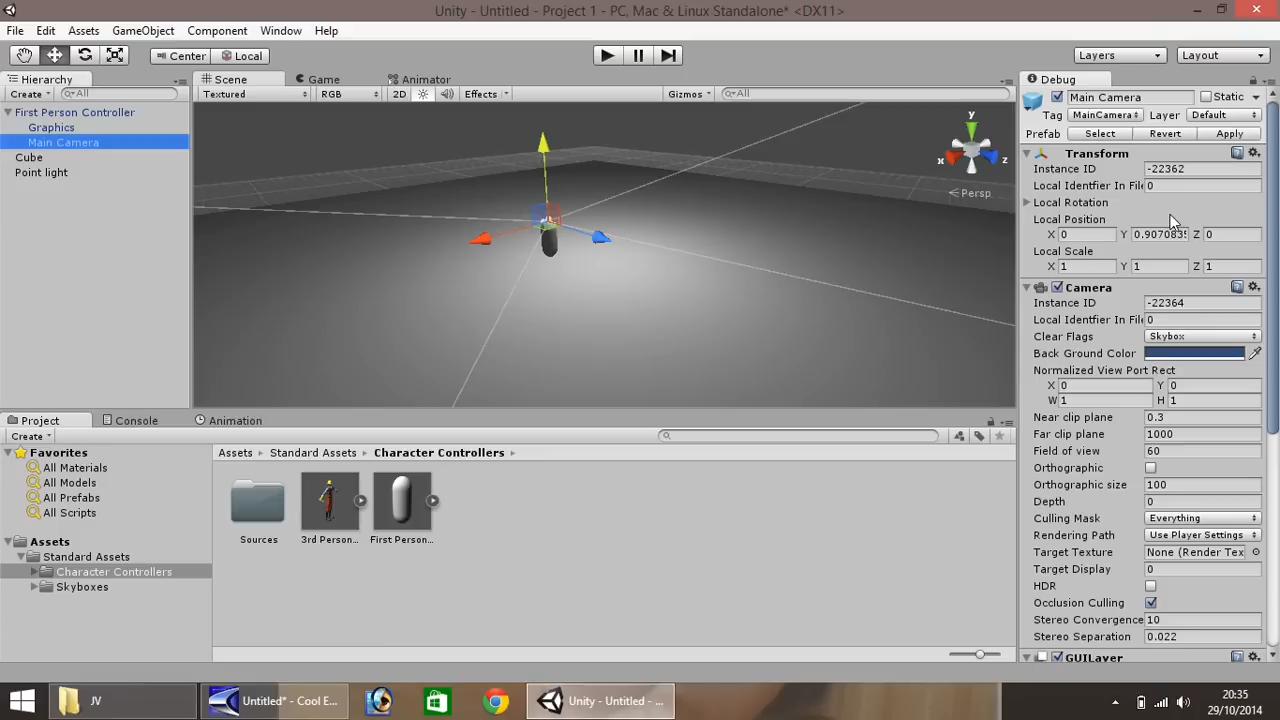 Unity - Untitled - Project 1 - PC, Mac & Linux Standalone* <DX11>
File Edit Assets GameObject Component Window Help
Center Local Layers Layout
Hierarchy
Create All
First Person Controller
Graphics
Main Camera
Cube
Point light
Scene Game Animator
Textured RGB 2D Effects Gizmos All
y
x z
Persp
Debug
Main Camera Static
Tag MainCamera Layer Default
Prefab Select Revert Apply
Transform
Instance ID -22362
Local Identfier In Fil 0
Local Rotation
Local Position
X 0 Y 0.9070835 Z 0
Local Scale
X 1 Y 1 Z 1
Camera
Instance ID -22364
Local Identfier In Fil 0
Clear Flags Skybox
Back Ground Color
Normalized View Port Rect
X 0 Y 0
W 1 H 1
Near clip plane 0.3
Far clip plane 1000
Field of view 60
Orthographic
Orthographic size 100
Depth 0
Culling Mask Everything
Rendering Path Use Player Settings
Target Texture None (Render Tex
Target Display 0
HDR
Occlusion Culling
Stereo Convergence 10
Stereo Separation 0.022
GUILayer
Project Console Animation
Create
Favorites
All Materials
All Models
All Prefabs
All Scripts
Assets
Standard Assets
Character Controllers
Skyboxes
Assets Standard Assets Character Controllers
Sources 3rd Person... First Person...
JV Untitled* - Cool E... Unity - Untitled - ...
20:35
29/10/2014